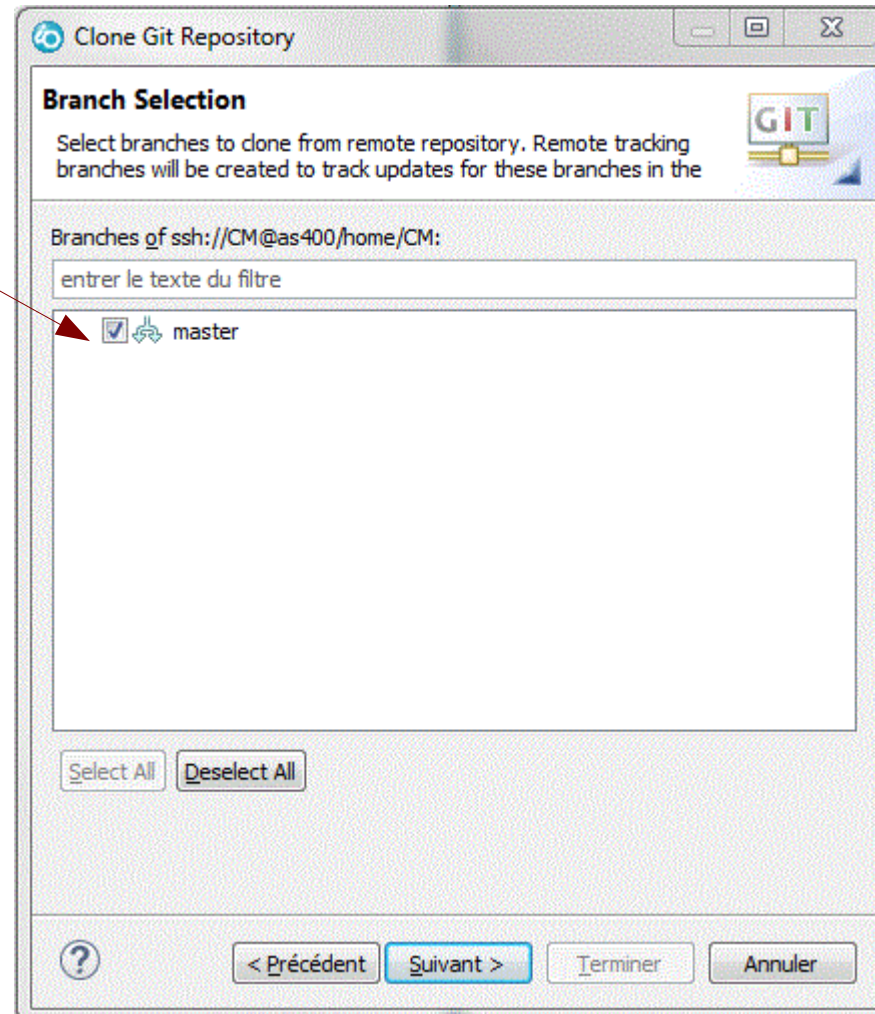 Clone Git Repository
Branch Selection
Select branches to clone from remote repository. Remote tracking
branches will be created to track updates for these branches in the
GIT
Branches of ssh://CM@as400/home/CM:
entrer le texte du filtre
master
Select All Deselect All
? < Précédent Suivant > Terminer Annuler